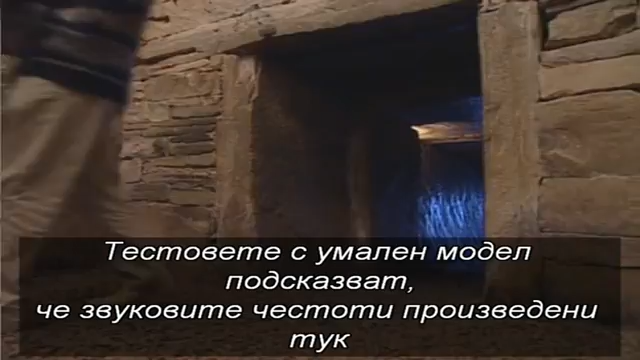 Тестовете с умален модел
подсказват,
че звуковите честоти произведени
тук